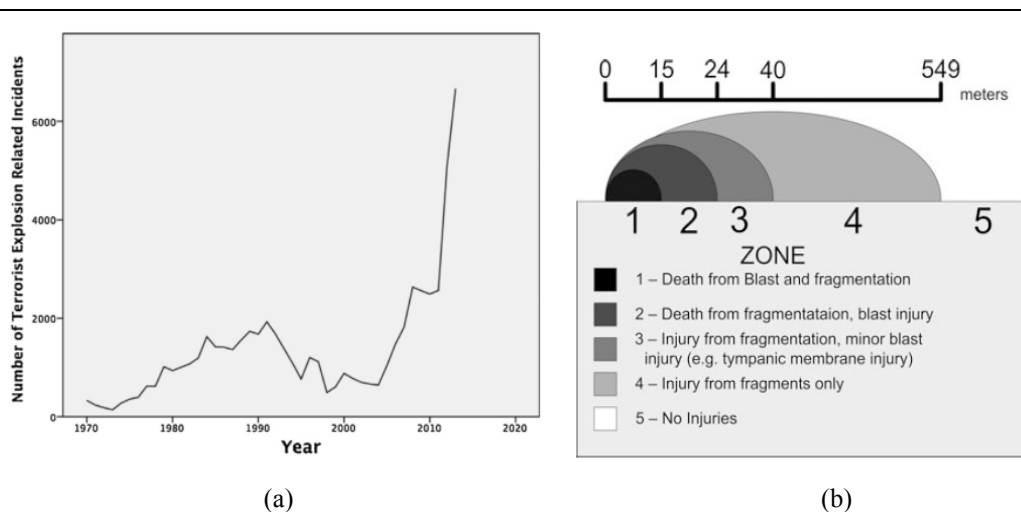 Number of Terrorist Explosion Related Incidents
6000
4000
2000
0
1970 1980 1990 2000 2010 2020
Year
(a)
0 15 24 40 549
meters
1 2 3 4 5
ZONE
1 – Death from Blast and fragmentation
2 – Death from fragmentataion, blast injury
3 – Injury from fragmentation, minor blast
injury (e.g. tympanic membrane injury)
4 – Injury from fragments only
5 – No Injuries
(b)